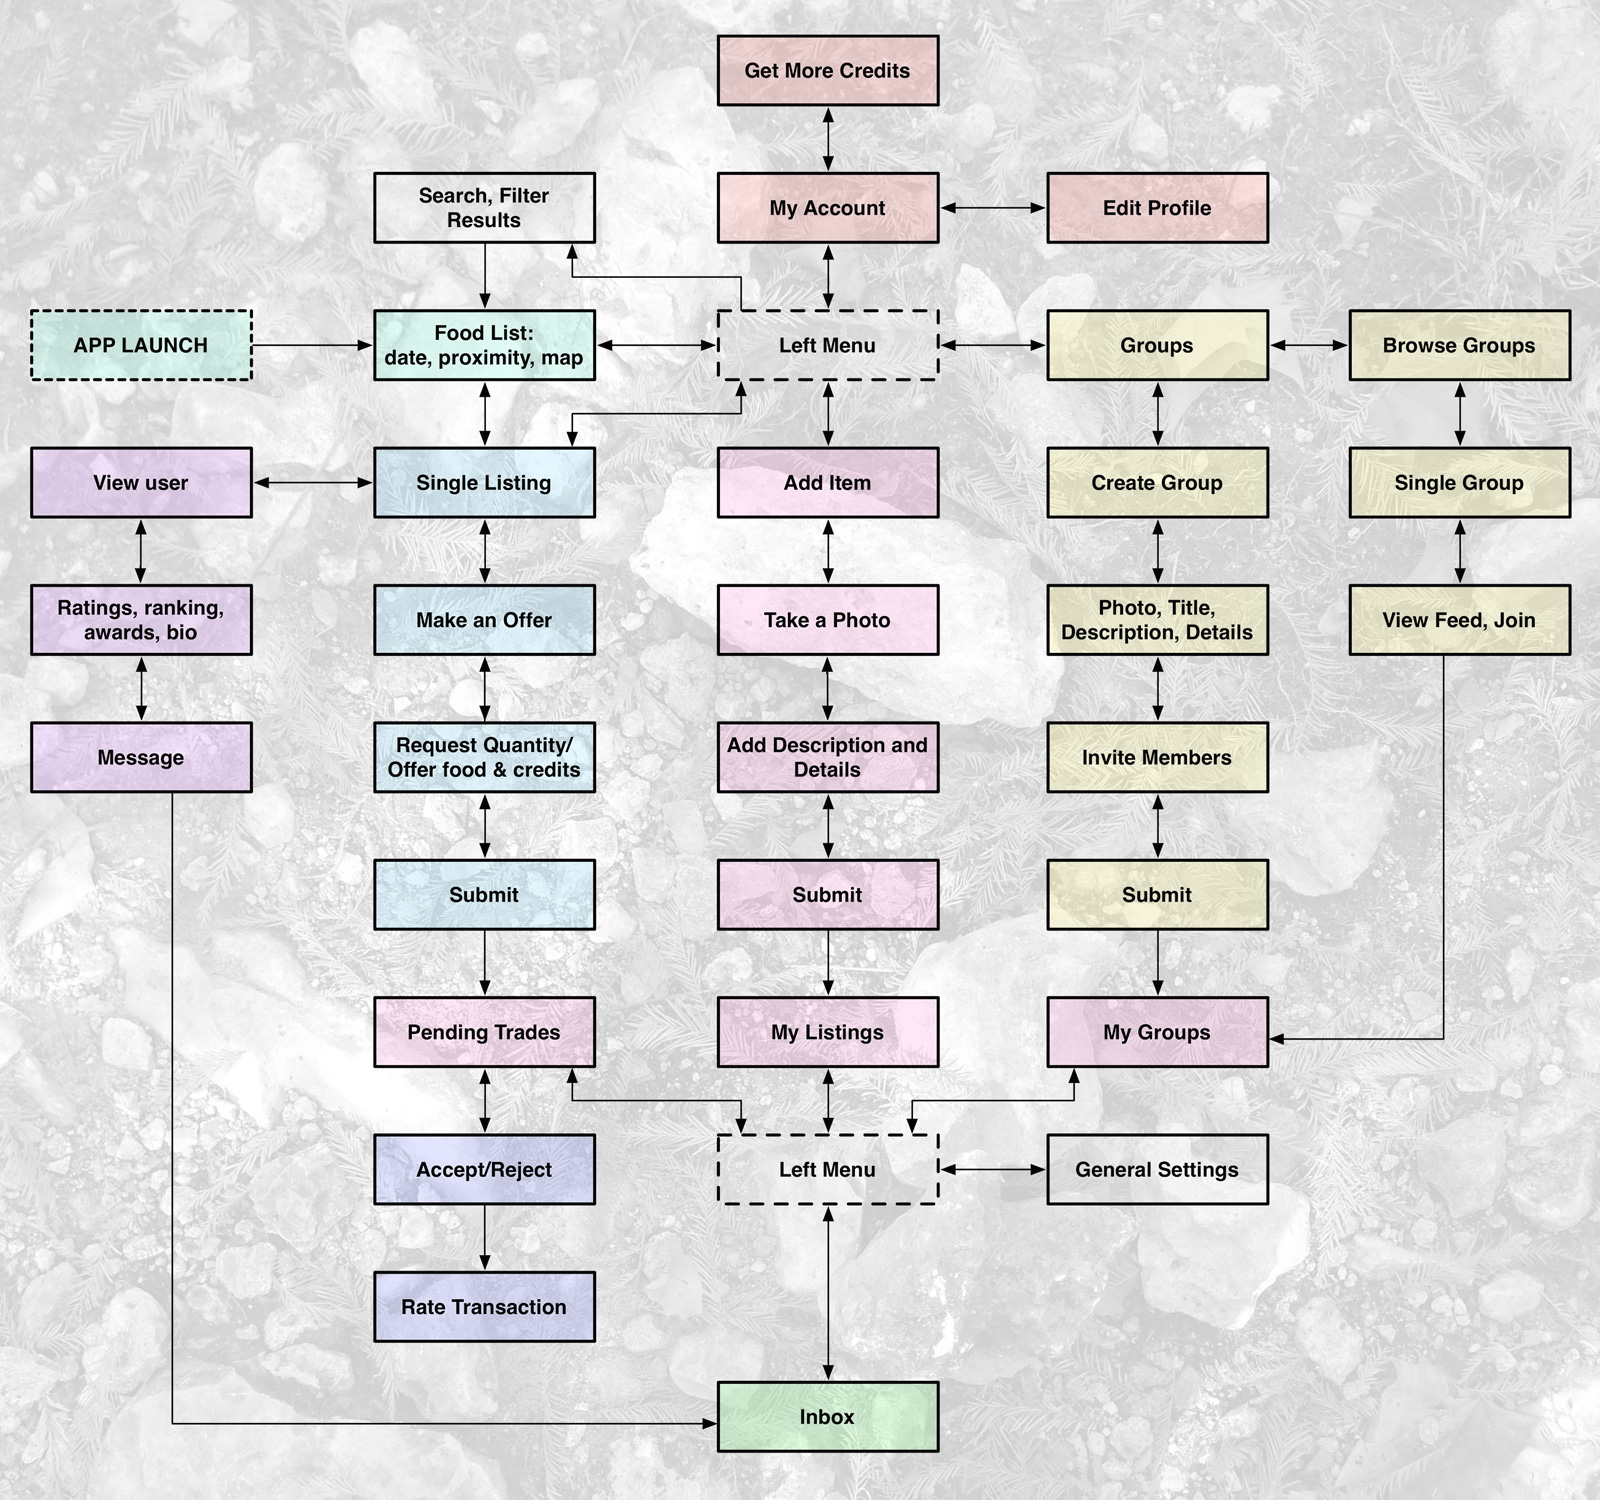 Get More Credits
Search, Filter
Results
My Account
Edit Profile
APP LAUNCH
Food List:
date, proximity, map
Left Menu
Groups
Browse Groups
View user
Single Listing
Add Item
Create Group
Single Group
Ratings, ranking,
awards, bio
Make an Offer
Take a Photo
Photo, Title,
Description, Details
View Feed, Join
Message
Request Quantity/
Offer food & credits
Add Description and
Details
Invite Members
Submit
Submit
Submit
Pending Trades
My Listings
My Groups
Accept/Reject
Left Menu
General Settings
Rate Transaction
Inbox